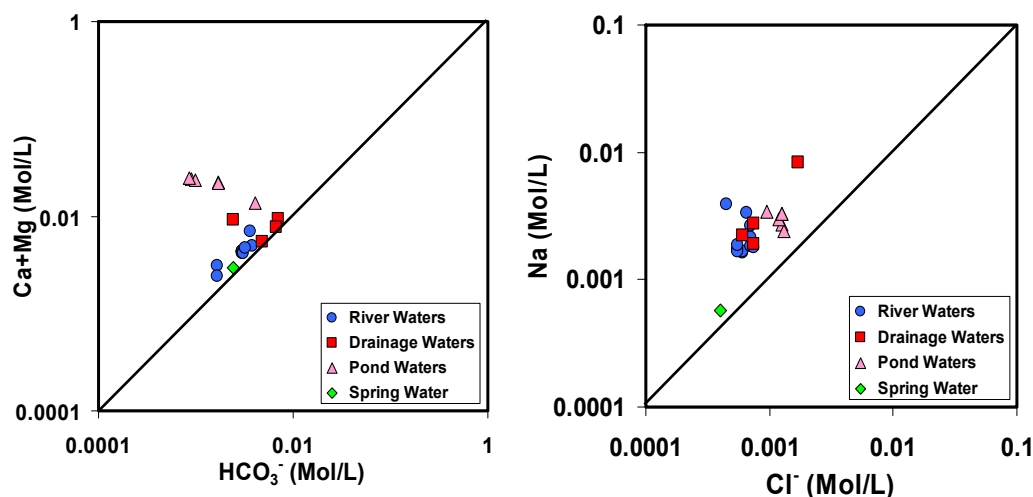 1
0.01
0.0001
Ca+Mg (Mol/L)
0.0001
0.01
1
HCO₃⁻ (Mol/L)
River Waters
Drainage Waters
Pond Waters
Spring Water
0.1
0.01
0.001
0.0001
Na (Mol/L)
0.0001
0.001
0.01
0.1
Cl⁻ (Mol/L)
River Waters
Drainage Waters
Pond Waters
Spring Water